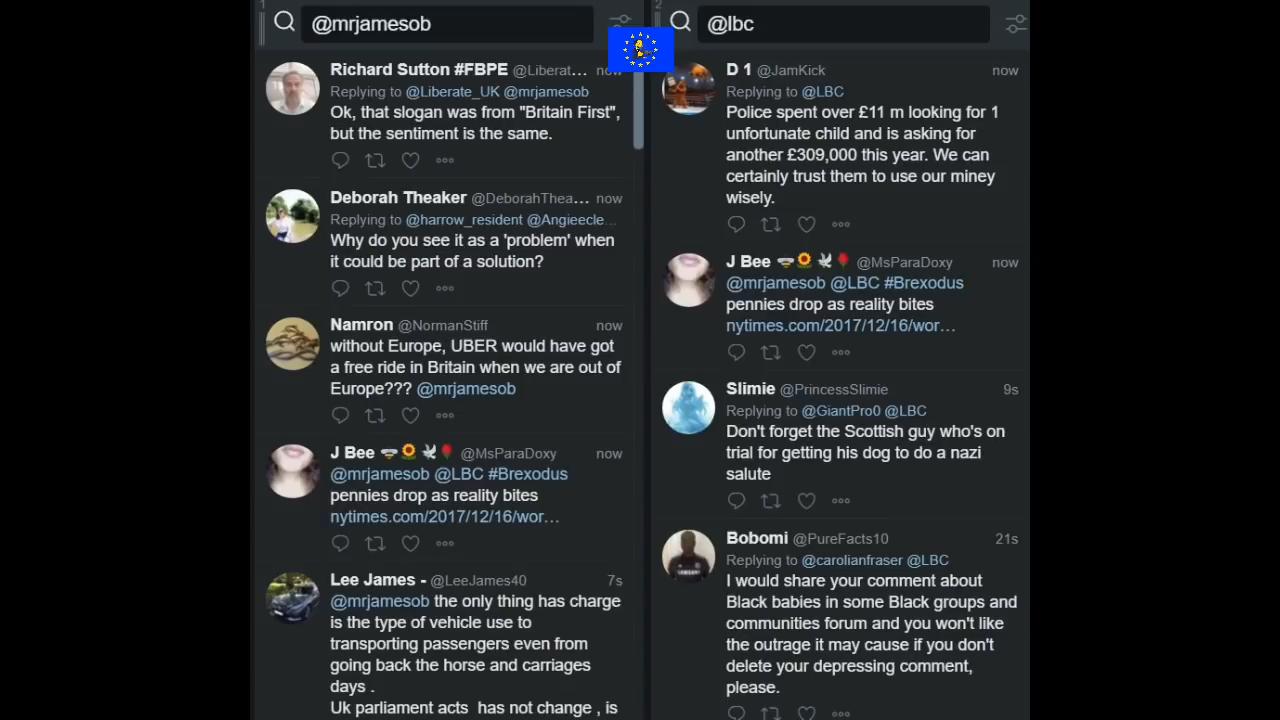 1
@mrjamesob
Richard Sutton #FBPE @Liberat... now
Replying to @Liberate_UK @mrjamesob
Ok, that slogan was from "Britain First",
but the sentiment is the same.
Deborah Theaker @DeborahThea... now
Replying to @harrow_resident @Angieecle...
Why do you see it as a 'problem' when
it could be part of a solution?
Namron @NormanStiff now
without Europe, UBER would have got
a free ride in Britain when we are out of
Europe??? @mrjamesob
J Bee @MsParaDoxy now
@mrjamesob @LBC #Brexodus
pennies drop as reality bites
nytimes.com/2017/12/16/wor...
Lee James - @LeeJames40 7s
@mrjamesob the only thing has charge
is the type of vehicle use to
transporting passengers even from
going back the horse and carriages
days .
Uk parliament acts has not change , is
2
@lbc
D 1 @JamKick now
Replying to @LBC
Police spent over £11 m looking for 1
unfortunate child and is asking for
another £309,000 this year. We can
certainly trust them to use our miney
wisely.
J Bee @MsParaDoxy now
@mrjamesob @LBC #Brexodus
pennies drop as reality bites
nytimes.com/2017/12/16/wor...
Slimie @PrincessSlimie 9s
Replying to @GiantPro0 @LBC
Don't forget the Scottish guy who's on
trial for getting his dog to do a nazi
salute
Bobomi @PureFacts10 21s
Replying to @carolianfraser @LBC
I would share your comment about
Black babies in some Black groups and
communities forum and you won't like
the outrage it may cause if you don't
delete your depressing comment,
please.